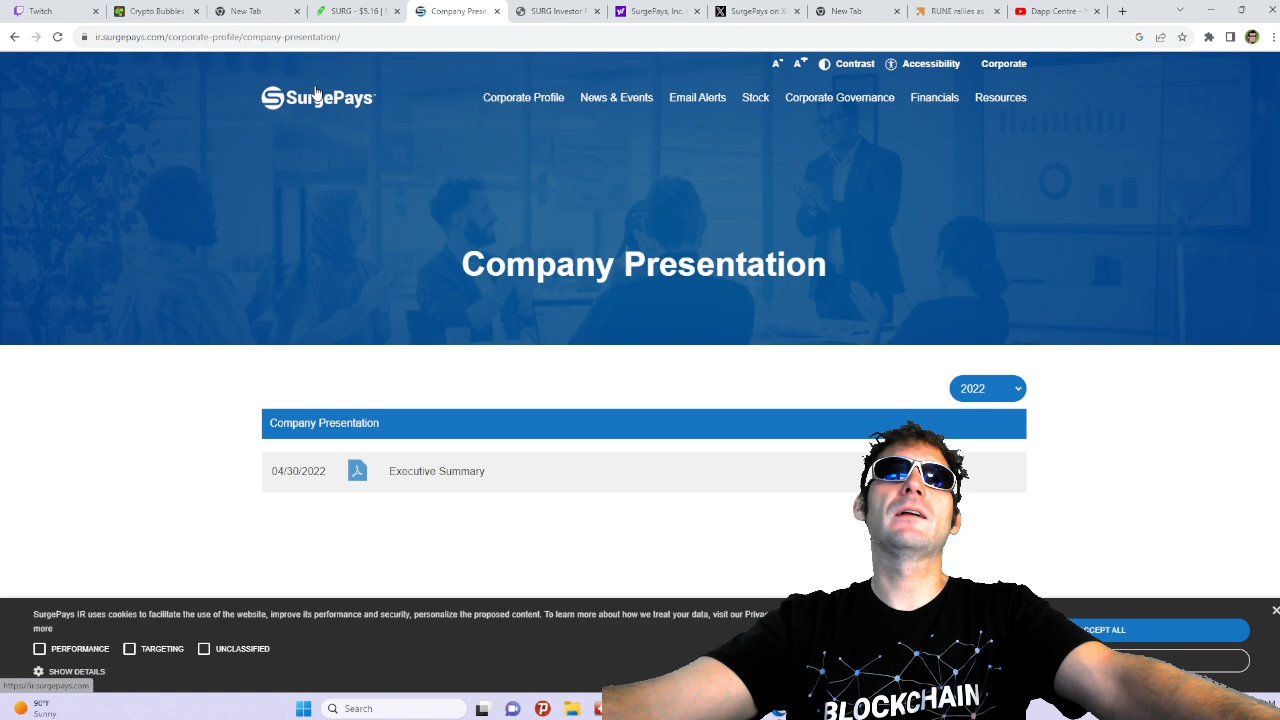 Twitch
Crypto Bubbles
New Tab
SURG - $5.16 |
Company Prese
SURG Investor
SurgePays, Inc.
SurgePays on X
New Tab
RUNE rallies as
Dapp Centre - Y
ir.surgepays.com/corporate-profile/company-presentation/
A- A+ Contrast Accessibility Corporate
SurgePays
Corporate Profile News & Events Email Alerts Stock Corporate Governance Financials Resources
Company Presentation
2022
Company Presentation
04/30/2022 Executive Summary
SurgePays IR uses cookies to facilitate the use of the website, improve its performance and security, personalize the proposed content. To learn more about how we treat your data, visit our Priva
more
PERFORMANCE TARGETING UNCLASSIFIED
CCEPT ALL
SHOW DETAILS
https://ir.surgepays.com
90°F
Sunny
Search
BLOCKCHAIN